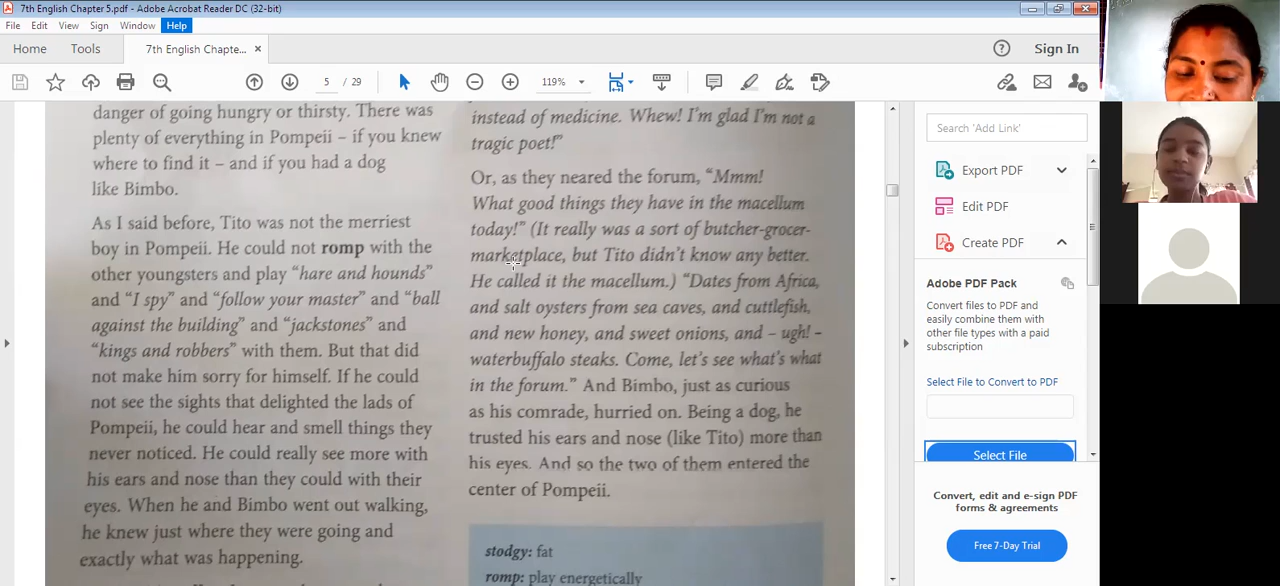 7th English Chapter 5.pdf - Adobe Acrobat Reader DC (32-bit)
File Edit View Sign Window Help
Home Tools 7th English Chapte... × Sign In
5 / 29 119%
danger of going hungry or thirsty. There was
plenty of everything in Pompeii – if you knew
where to find it – and if you had a dog
like Bimbo.
As I said before, Tito was not the merriest
boy in Pompeii. He could not romp with the
other youngsters and play “hare and hounds”
and “I spy” and “follow your master” and “ball
against the building” and “jackstones” and
“kings and robbers” with them. But that did
not make him sorry for himself. If he could
not see the sights that delighted the lads of
Pompeii, he could hear and smell things they
never noticed. He could really see more with
his ears and nose than they could with their
eyes. When he and Bimbo went out walking,
he knew just where they were going and
exactly what was happening.
instead of medicine. Whew! I'm glad I'm not a
tragic poet!”
Or, as they neared the forum, “Mmm!
What good things they have in the macellum
today!” (It really was a sort of butcher-grocer-
marketplace, but Tito didn't know any better.
He called it the macellum.) “Dates from Africa,
and salt oysters from sea caves, and cuttlefish,
and new honey, and sweet onions, and – ugh! –
waterbuffalo steaks. Come, let's see what's what
in the forum.” And Bimbo, just as curious
as his comrade, hurried on. Being a dog, he
trusted his ears and nose (like Tito) more than
his eyes. And so the two of them entered the
center of Pompeii.
stodgy: fat
romp: play energetically
Search 'Add Link'
Export PDF
Edit PDF
Create PDF
Adobe PDF Pack
Convert files to PDF and
easily combine them with
other file types with a paid
subscription
Select File to Convert to PDF
Select File
Convert, edit and e-sign PDF
forms & agreements
Free 7-Day Trial